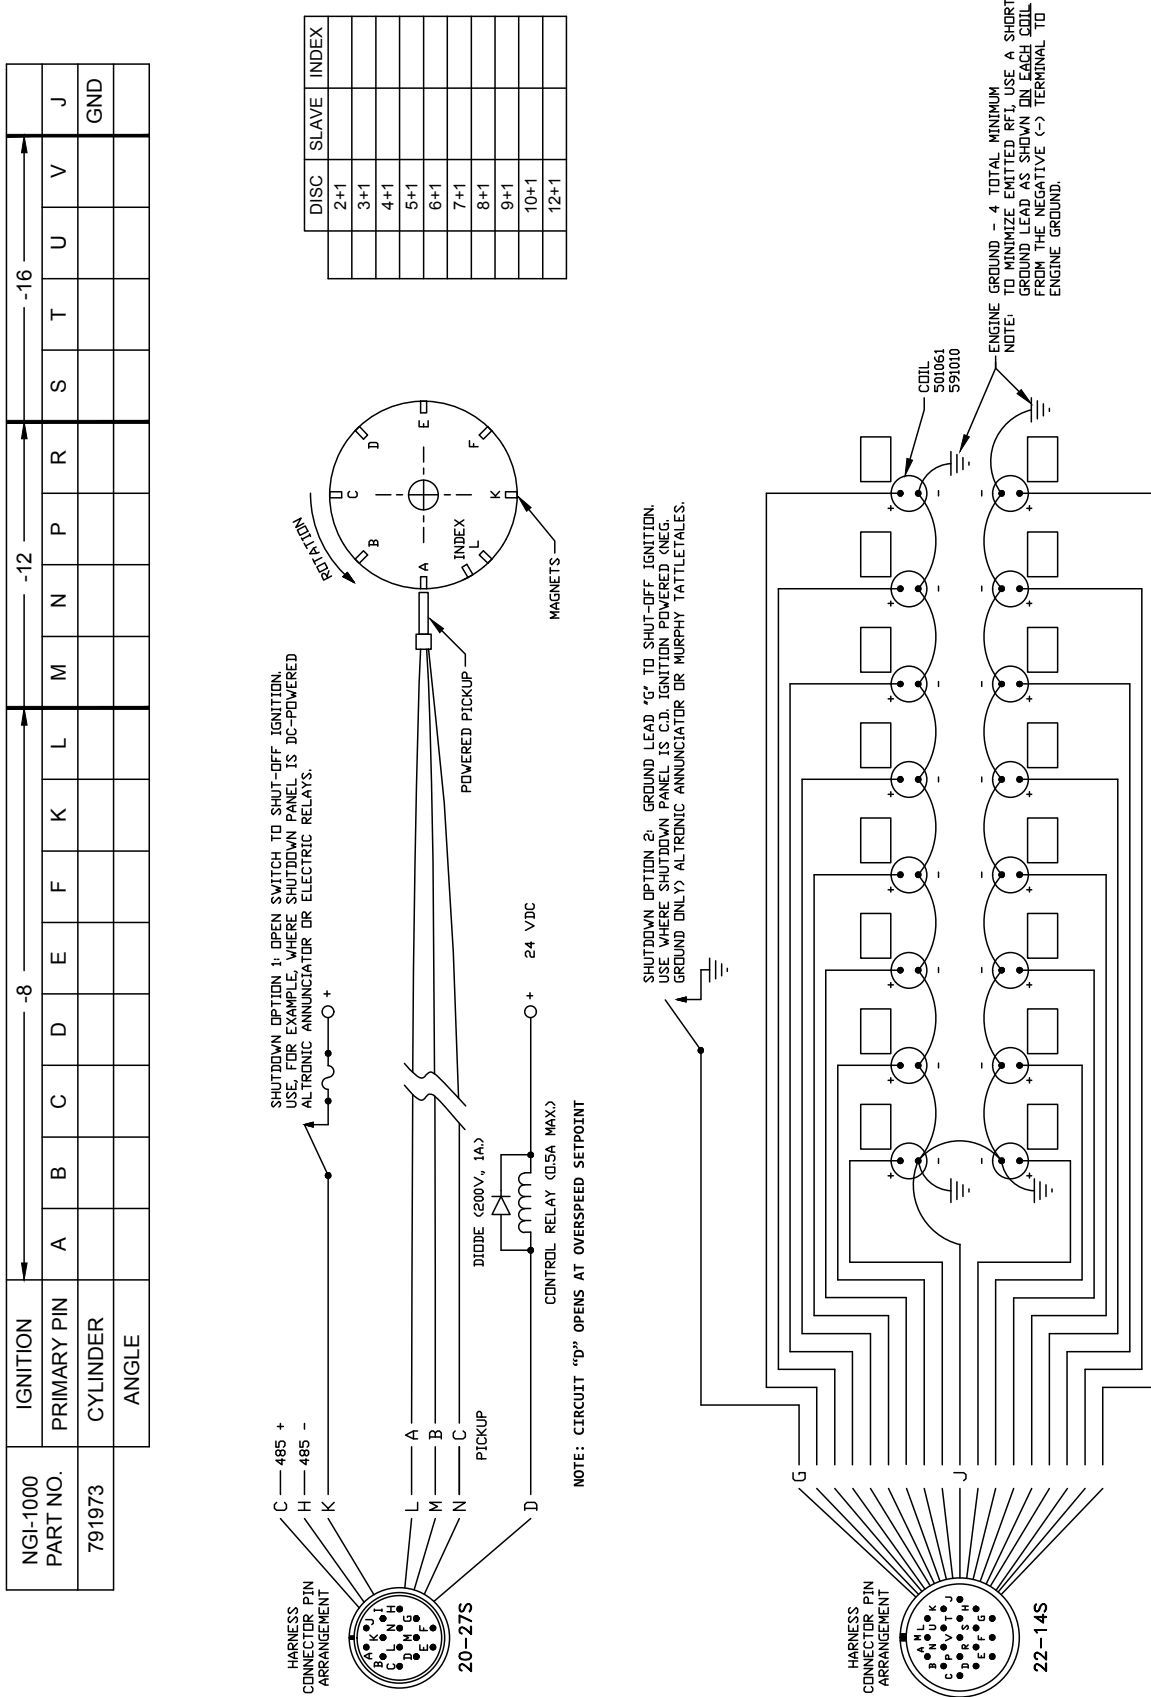 NGI-1000
PART NO.
IGNITION
-8
-12
-16
PRIMARY PIN A B C D E F K L M N P R S T U V J
791973
CYLINDER GND
ANGLE
DISC SLAVE INDEX
2+1
3+1
4+1
5+1
6+1
7+1
8+1
9+1
10+1
12+1
SHUTDOWN OPTION 1: OPEN SWITCH TO SHUT-OFF IGNITION.
USE, FOR EXAMPLE, WHERE SHUTDOWN PANEL IS DC-POWERED
ALTRONIC ANNUNCIATOR OR ELECTRIC RELAYS.
+
C 485 +
H 485 -
K
L A
M B
N C
PICKUP
D
HARNESS
CONNECTOR PIN
ARRANGEMENT
A J I
B K H
C L N G
D M F
E
20-27S
ROTATION
A
B
C
D
E
F
K
L
INDEX
MAGNETS
POWERED PICKUP
DIODE (200V., 1A.)
+
24 VDC
CONTROL RELAY (0.5A MAX.)
NOTE: CIRCUIT "D" OPENS AT OVERSPEED SETPOINT
SHUTDOWN OPTION 2: GROUND LEAD "G" TO SHUT-OFF IGNITION.
USE WHERE SHUTDOWN PANEL IS C.D. IGNITION POWERED (NEG.
GROUND ONLY) ALTRONIC ANNUNCIATOR OR MURPHY TATTLETALES.
G
J
HARNESS
CONNECTOR PIN
ARRANGEMENT
A M L
B N U K
C P V T J
D R S H
E F G
22-14S
COIL
501061
591010
ENGINE GROUND - 4 TOTAL MINIMUM
NOTE: TO MINIMIZE EMITTED RFI, USE A SHORT
GROUND LEAD AS SHOWN ON EACH COIL
FROM THE NEGATIVE (-) TERMINAL TO
ENGINE GROUND.
+ + + + + + + +
- - - - - - - -
- - - - - - - -
+ + + + + + + +